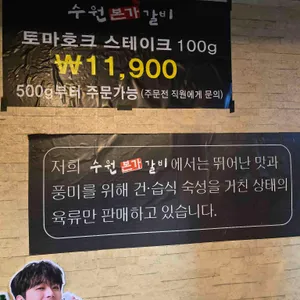 수원 본가 갈비
토마호크 스테이크 100g
₩11,900
500g부터 주문가능 (주문전 직원에게 문의)
저희 수원 본가 갈비 에서는 뛰어난 맛과
풍미를 위해 건·습식 숙성을 거친 상태의
육류만 판매하고 있습니다.